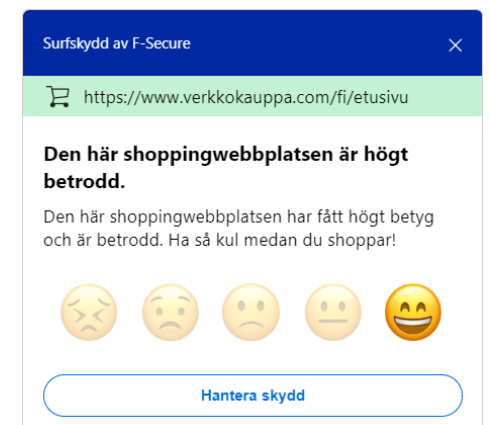 Surfskydd av F-Secure
https://www.verkkokauppa.com/fi/etusivu
Den här shoppingwebbplatsen är högt
betrodd.
Den här shoppingwebbplatsen har fått högt betyg
och är betrodd. Ha så kul medan du shoppar!
Hantera skydd